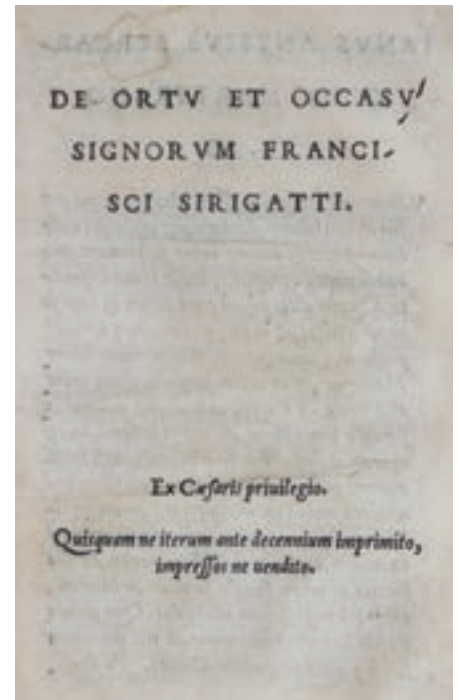 DE ORTV ET OCCASV
SIGNORVM FRANCI-
SCI SIRIGATTI.
Ex Cæsaris priuilegio.
Quisquam ne iterum ante decennium imprimito,
impressos ne uendito.